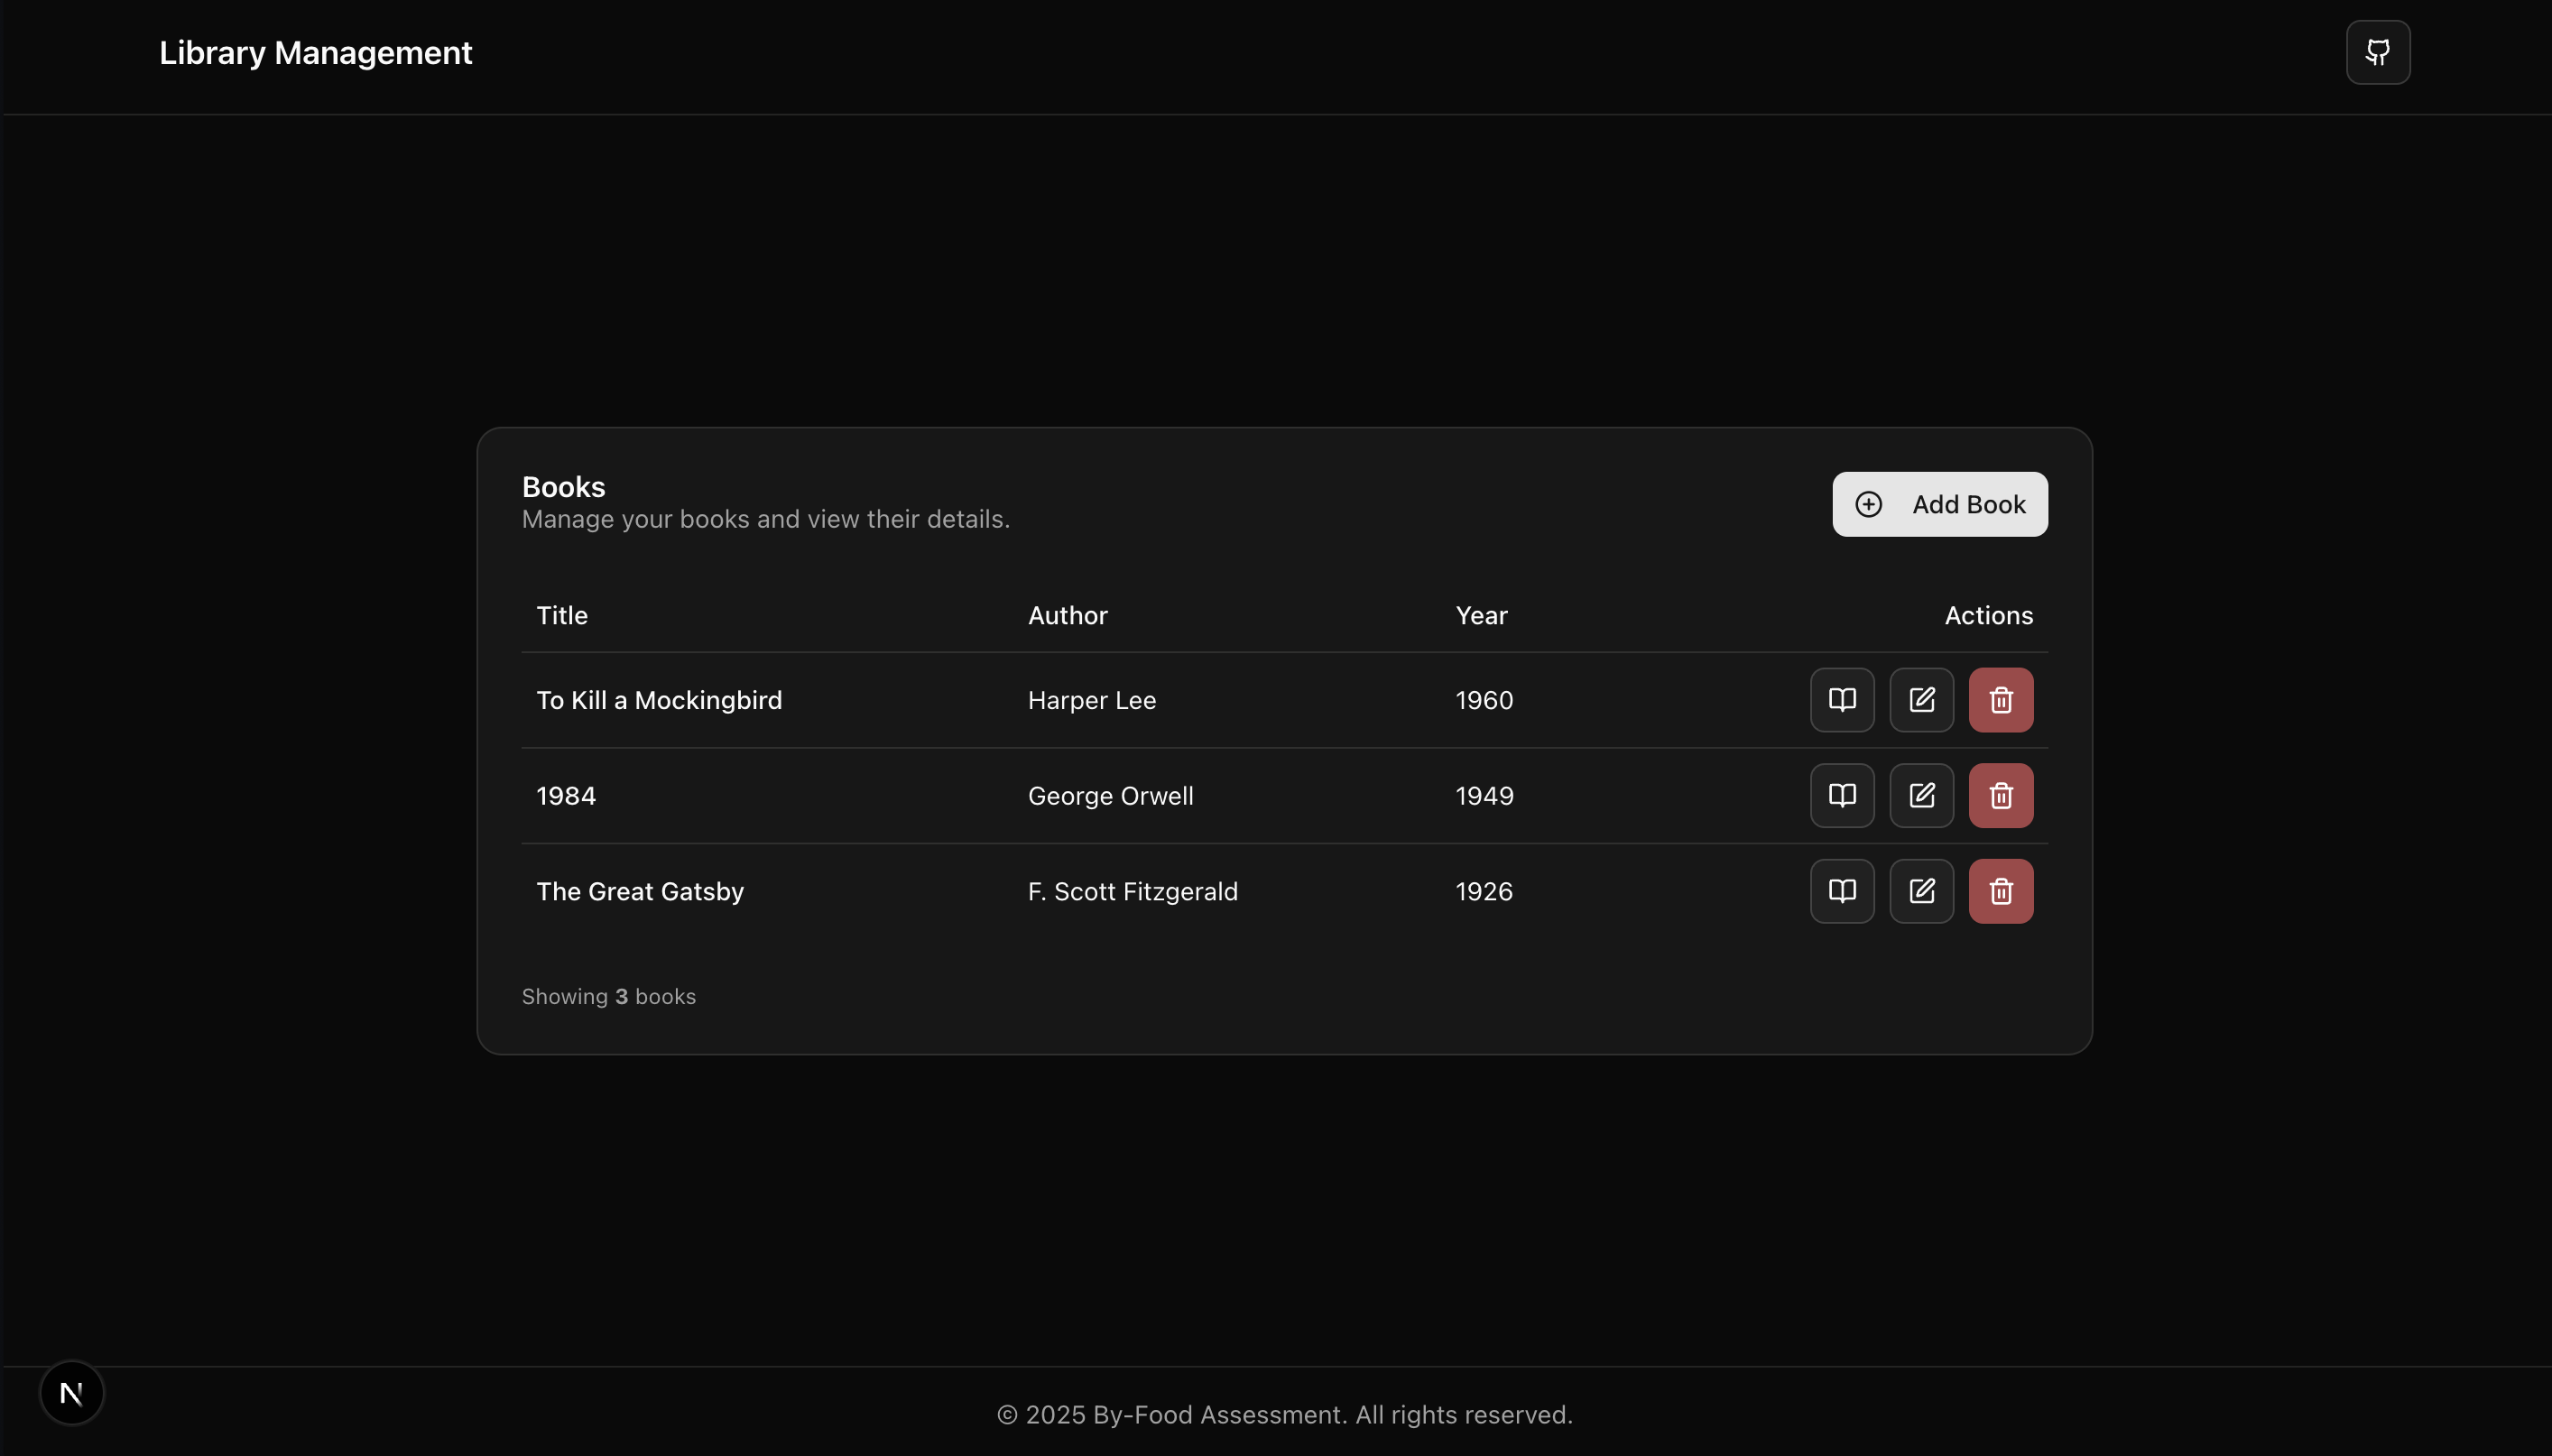 Library Management
Books
Manage your books and view their details.
Add Book
Title Author Year Actions
To Kill a Mockingbird Harper Lee 1960
1984 George Orwell 1949
The Great Gatsby F. Scott Fitzgerald 1926
Showing 3 books
N
© 2025 By-Food Assessment. All rights reserved.